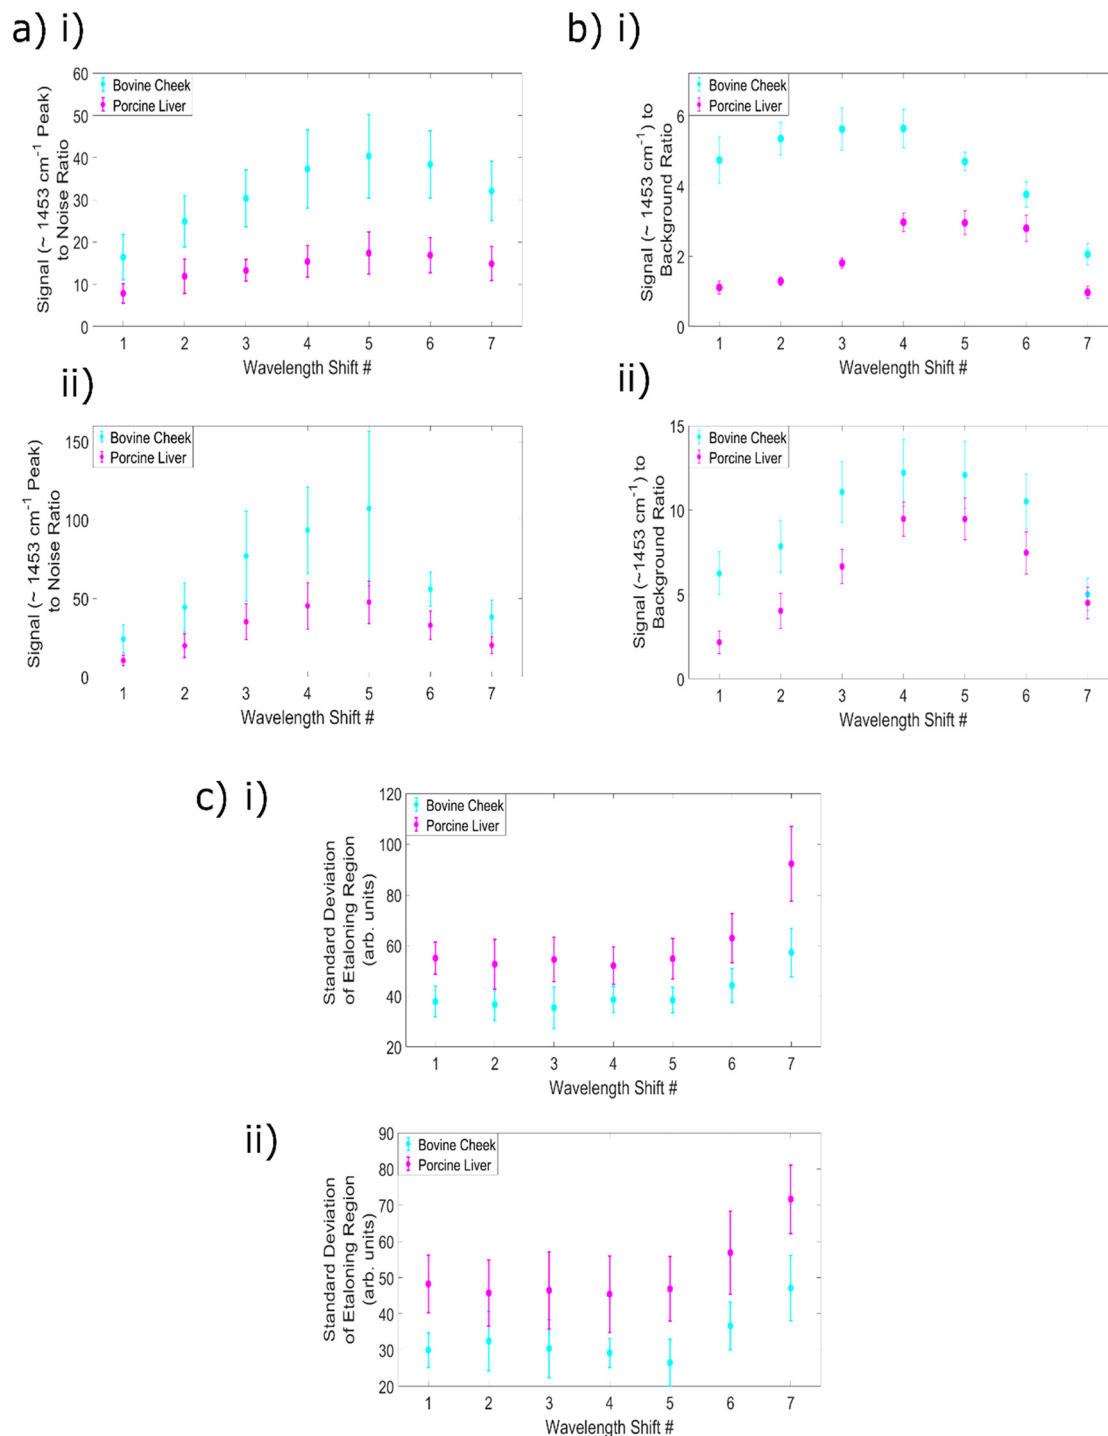 a) i)
60
50
40
30
20
10
0
Bovine Cheek
Porcine Liver
Signal (~ 1453 cm⁻¹ Peak)
to Noise Ratio
1 2 3 4 5 6 7
Wavelength Shift #
b) i)
6
4
2
0
Bovine Cheek
Porcine Liver
Signal (~ 1453 cm⁻¹) to
Background Ratio
1 2 3 4 5 6 7
Wavelength Shift #
ii)
150
100
50
0
Bovine Cheek
Porcine Liver
Signal (~ 1453 cm⁻¹ Peak)
to Noise Ratio
1 2 3 4 5 6 7
Wavelength Shift #
ii)
15
10
5
0
Bovine Cheek
Porcine Liver
Signal (~1453 cm⁻¹) to
Background Ratio
1 2 3 4 5 6 7
Wavelength Shift #
c) i)
120
100
80
60
40
20
Bovine Cheek
Porcine Liver
Standard Deviation
of Etaloning Region
(arb. units)
1 2 3 4 5 6 7
Wavelength Shift #
ii)
90
80
70
60
50
40
30
20
Bovine Cheek
Porcine Liver
Standard Deviation
of Etaloning Region
(arb. units)
1 2 3 4 5 6 7
Wavelength Shift #